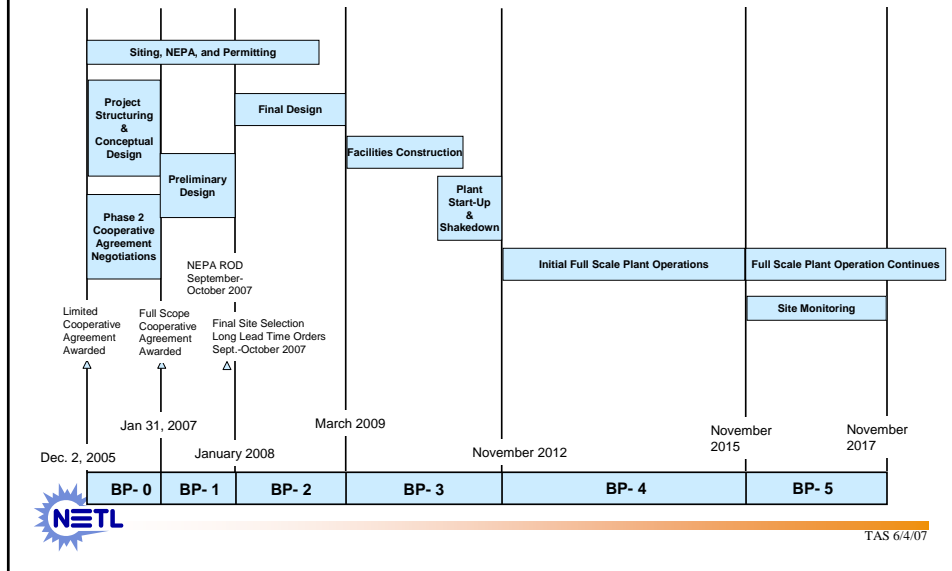 Siting, NEPA, and Permitting
Project
Structuring
&
Conceptual
Design
Final Design
Facilities Construction
Preliminary
Design
Plant
Start-Up
&
Shakedown
Phase 2
Cooperative
Agreement
Negotiations
Initial Full Scale Plant Operations
Full Scale Plant Operation Continues
NEPA ROD
September-
October 2007
Site Monitoring
Limited
Cooperative
Agreement
Awarded
Full Scope
Cooperative
Agreement
Awarded
Final Site Selection
Long Lead Time Orders
Sept.-October 2007
Dec. 2, 2005
Jan 31, 2007
January 2008
March 2009
November 2012
November
2015
November
2017
BP- 0
BP- 1
BP- 2
BP- 3
BP- 4
BP- 5
NETL
TAS 6/4/07